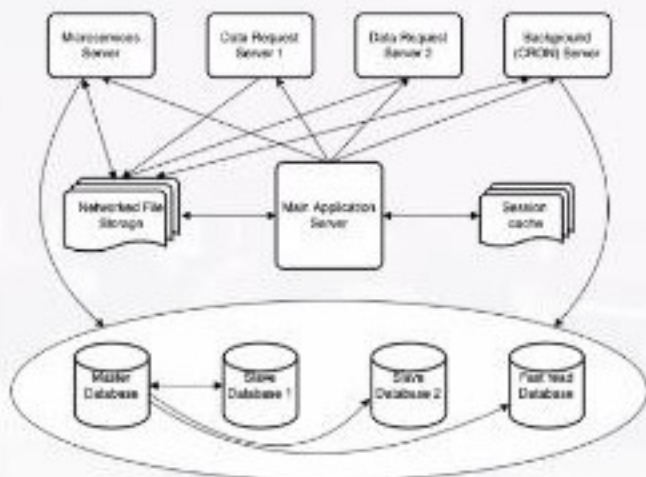 Microservices
Server
Data Request
Server 1
Data Request
Server 2
Background
(CRON) Server
Networked File
Storage
Main Application
Server
Session
cache
Master
Database
Slave
Database 1
Slave
Database 2
Fast read
Database